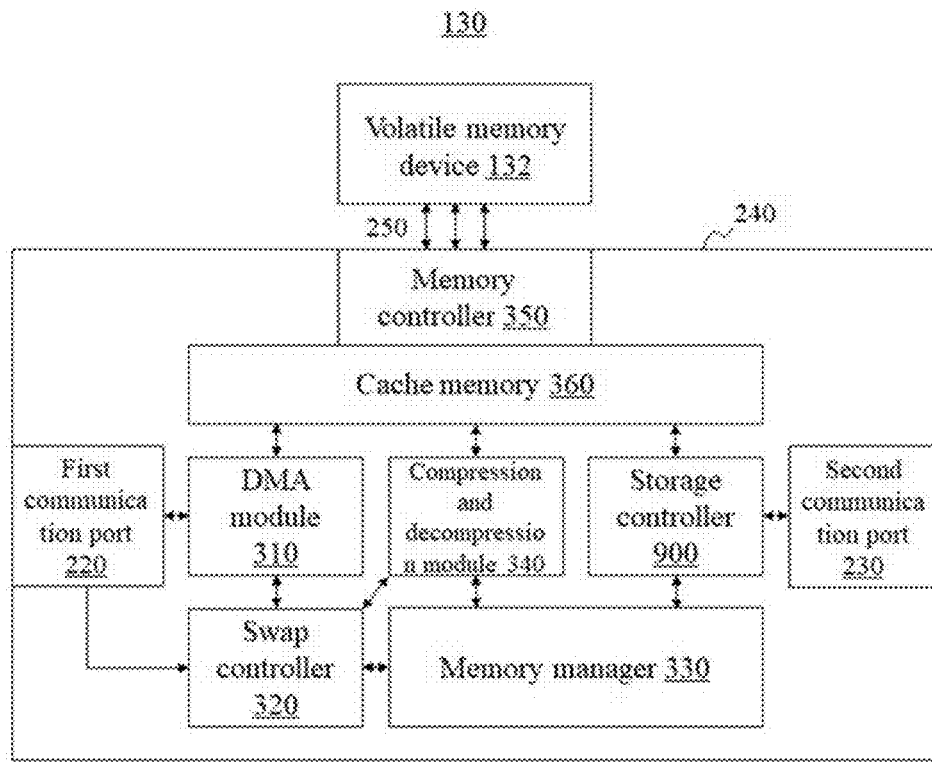 130
Volatile memory
device 132
250
240
Memory
controller 350
Cache memory 360
First
communica
tion port
220
DMA
module
310
Compression
and
decompressio
n module 340
Storage
controller
900
Second
communica
tion port
230
Swap
controller
320
Memory manager 330